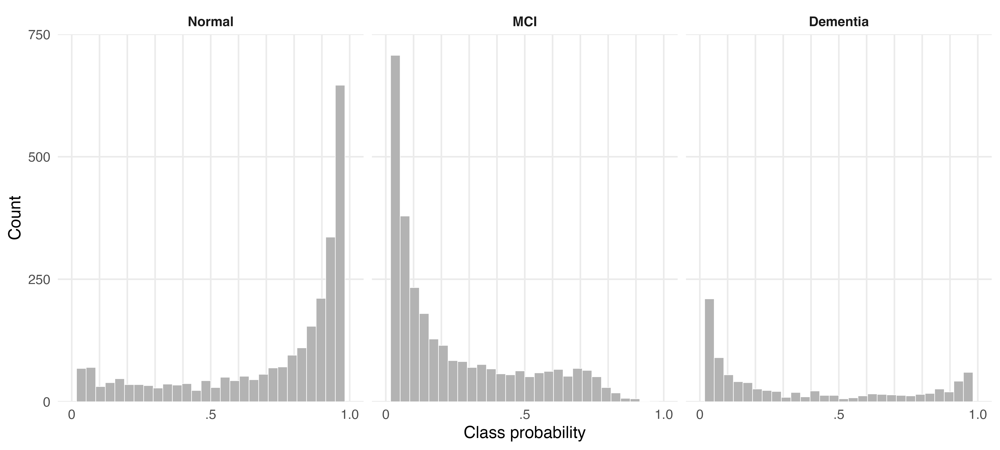 Normal MCI Dementia
750
500
250
0
Count
0 .5 1.0 0 .5 1.0 0 .5 1.0
Class probability